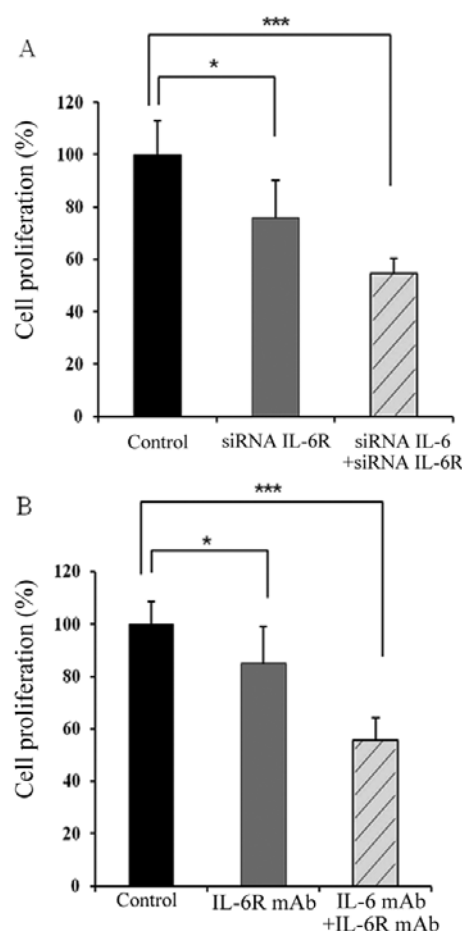 A
***
*
Cell proliferation (%)
120
100
80
60
40
20
0
Control
siRNA IL-6R
siRNA IL-6
+siRNA IL-6R
B
***
*
Cell proliferation (%)
120
100
80
60
40
20
0
Control
IL-6R mAb
IL-6 mAb
+IL-6R mAb